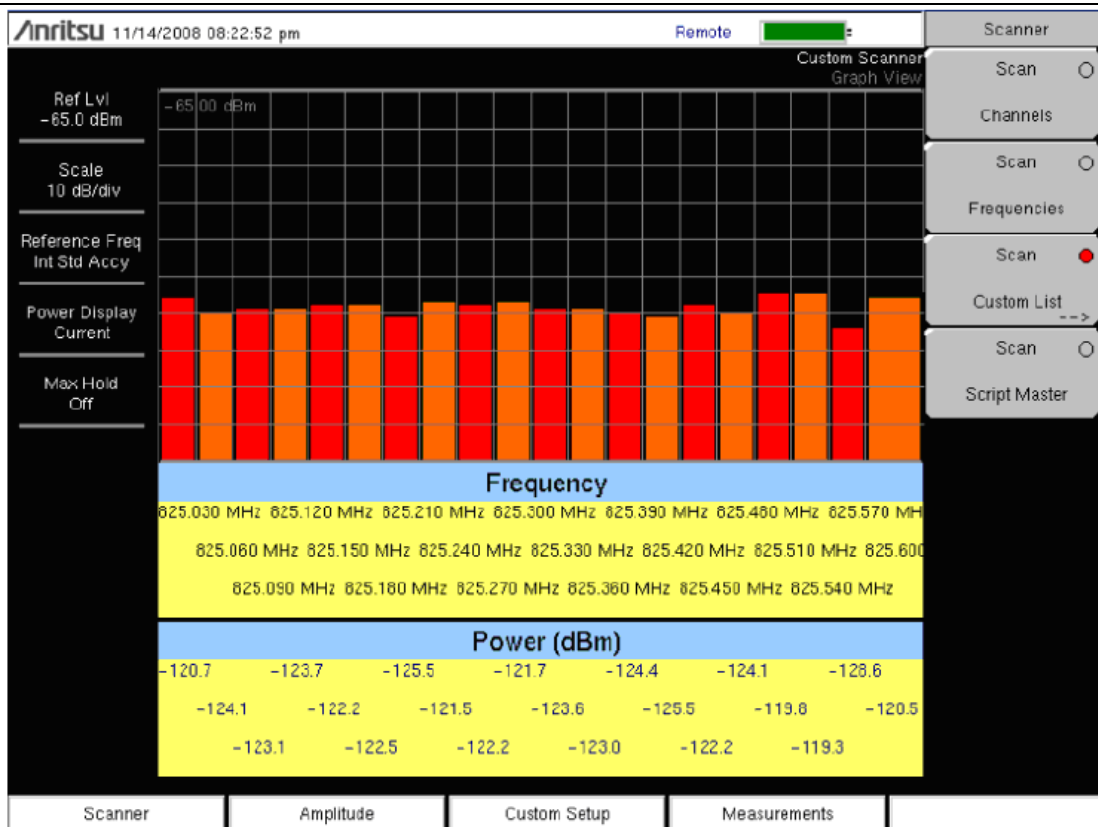 Anritsu 11/14/2008 08:22:52 pm
Remote
Scanner
Custom Scanner
Graph View
Ref Lvl
-65.0 dBm
Scale
10 dB/div
Reference Freq
Int Std Accy
Power Display
Current
Max Hold
Off
-65.00 dBm
Scan
Channels
Scan
Frequencies
Scan
Custom List
-->
Scan
Script Master
Frequency
825.030 MHz 825.120 MHz 825.210 MHz 825.300 MHz 825.390 MHz 825.480 MHz 825.570 MH
825.060 MHz 825.150 MHz 825.240 MHz 825.330 MHz 825.420 MHz 825.510 MHz 825.600
825.090 MHz 825.180 MHz 825.270 MHz 825.360 MHz 825.450 MHz 825.540 MHz
Power (dBm)
-120.7 -123.7 -125.5 -121.7 -124.4 -124.1 -128.6
-124.1 -122.2 -121.5 -123.6 -125.5 -119.8 -120.5
-123.1 -122.5 -122.2 -123.0 -122.2 -119.3
Scanner Amplitude Custom Setup Measurements